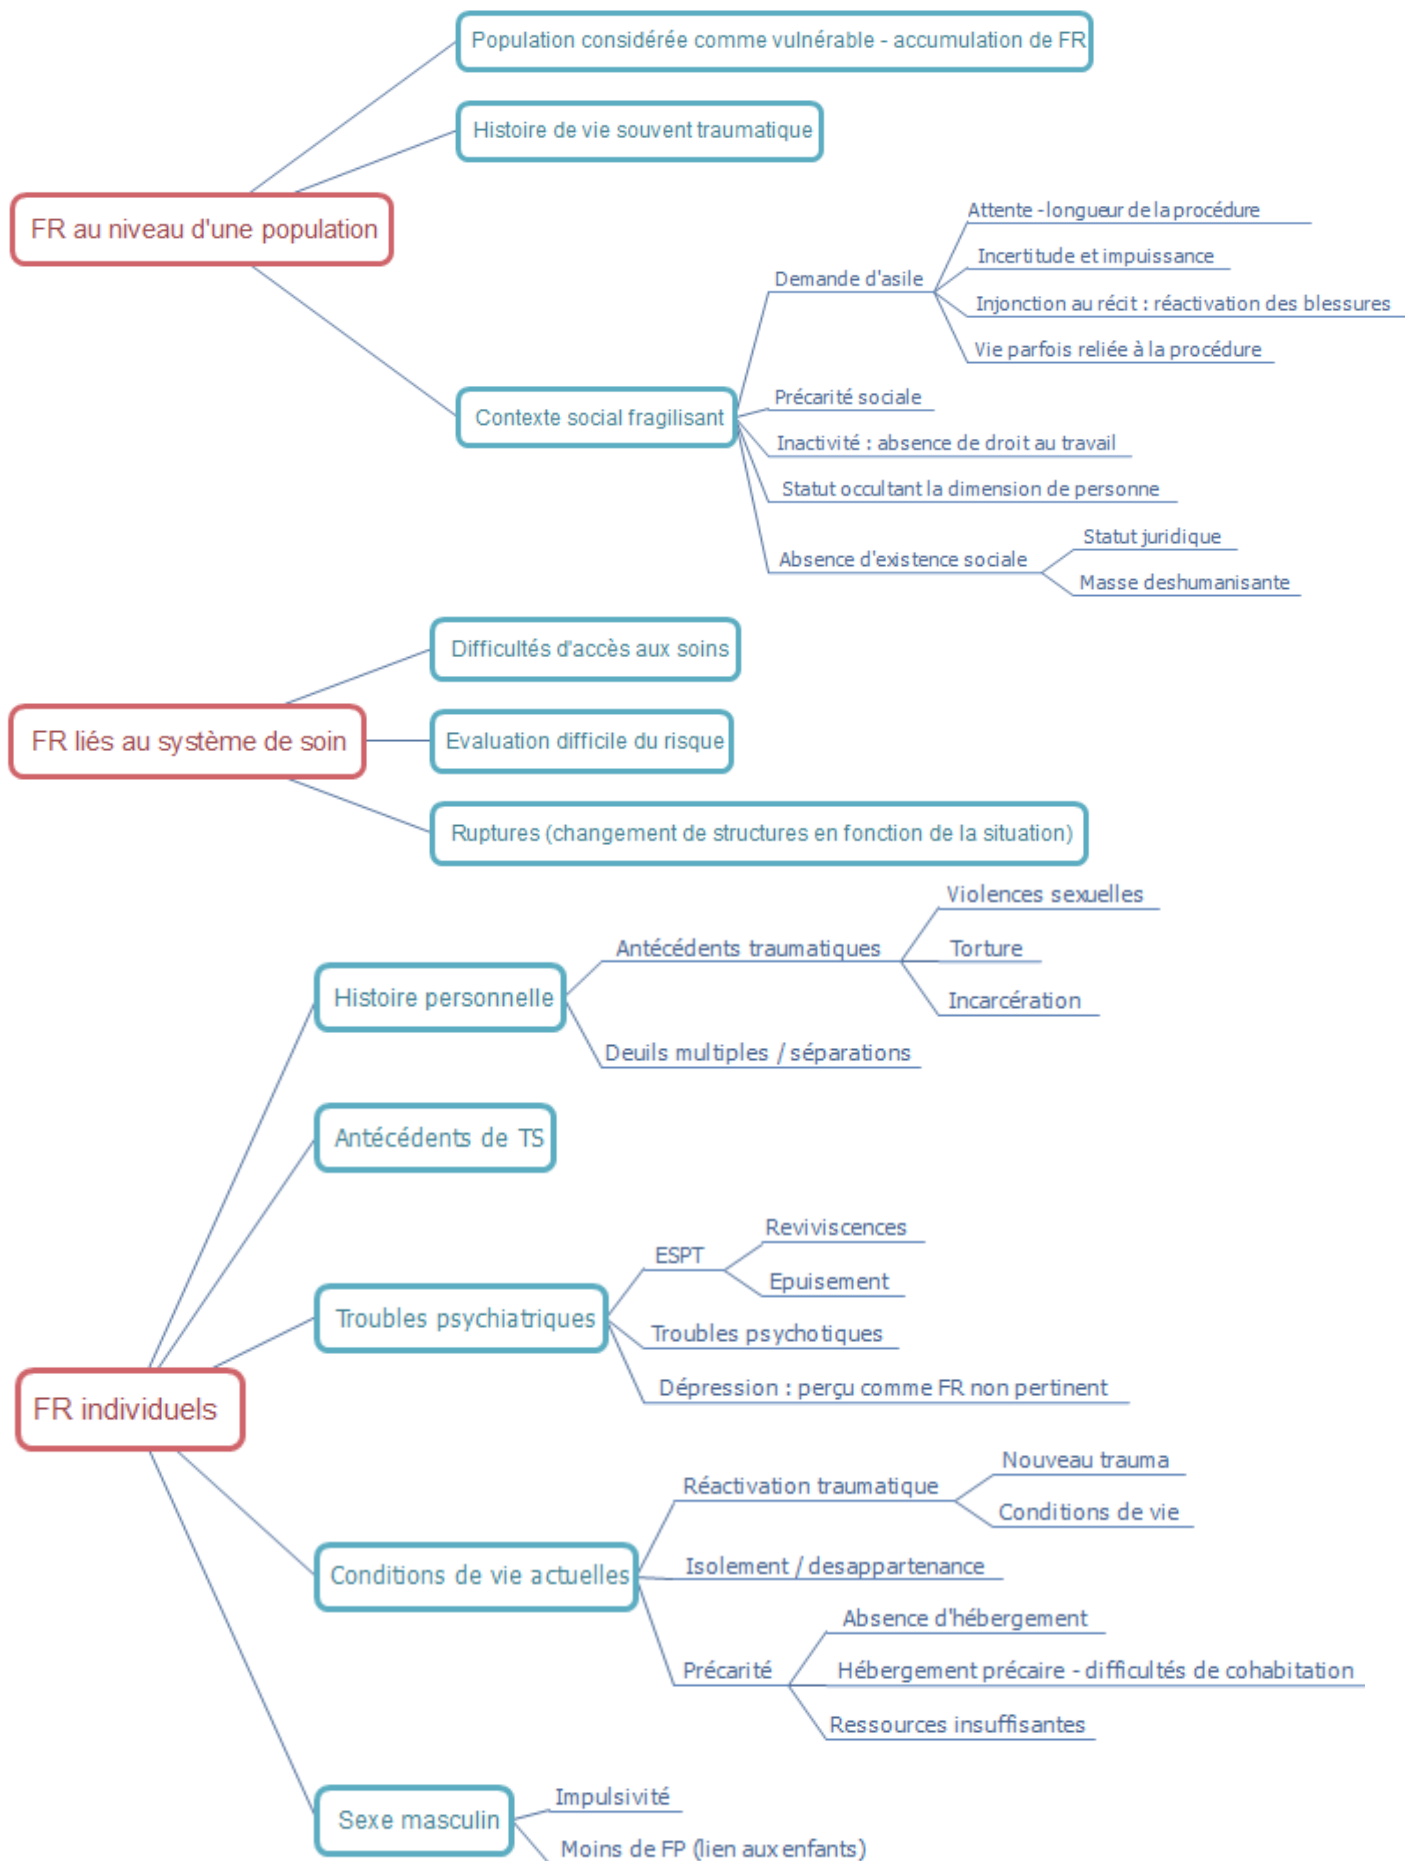 FR au niveau d'une population
Population considérée comme vulnérable - accumulation de FR
Histoire de vie souvent traumatique
Contexte social fragilisant
Demande d'asile
Attente -longueur de la procédure
Incertitude et impuissance
Injonction au récit : réactivation des blessures
Vie parfois reliée à la procédure
Précarité sociale
Inactivité : absence de droit au travail
Statut occultant la dimension de personne
Absence d'existence sociale
Statut juridique
Masse deshumanisante
FR liés au système de soin
Difficultés d'accès aux soins
Evaluation difficile du risque
Ruptures (changement de structures en fonction de la situation)
FR individuels
Histoire personnelle
Antécédents traumatiques
Violences sexuelles
Torture
Incarcération
Deuils multiples / séparations
Antécédents de TS
Troubles psychiatriques
ESPT
Reviviscences
Epuisement
Troubles psychotiques
Dépression : perçu comme FR non pertinent
Conditions de vie actuelles
Réactivation traumatique
Nouveau trauma
Conditions de vie
Isolement / desappartenance
Précarité
Absence d'hébergement
Hébergement précaire - difficultés de cohabitation
Ressources insuffisantes
Sexe masculin
Impulsivité
Moins de FP (lien aux enfants)